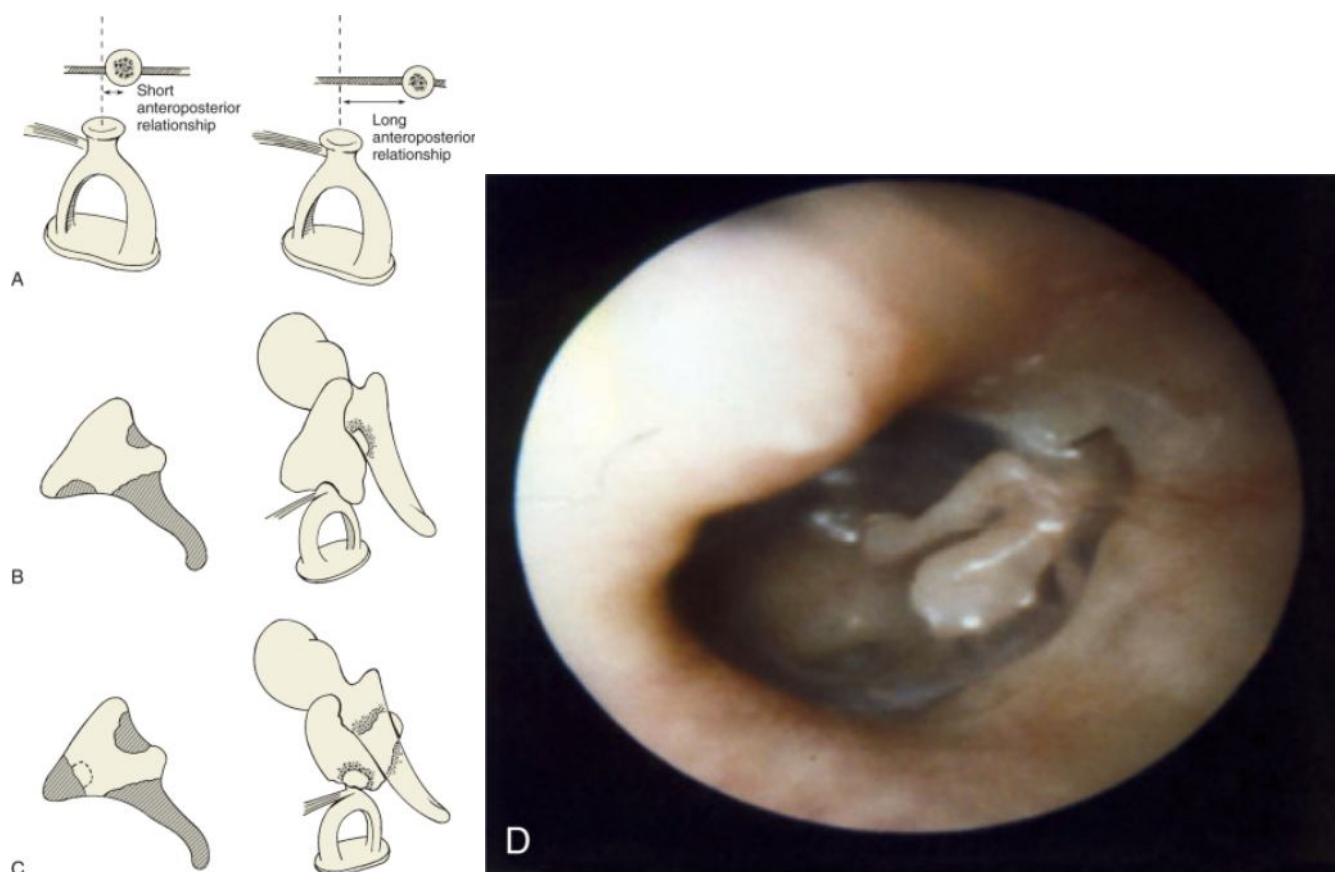 Short
anteroposterior
relationship
Long
anteroposterior
relationship
A
B
C
D